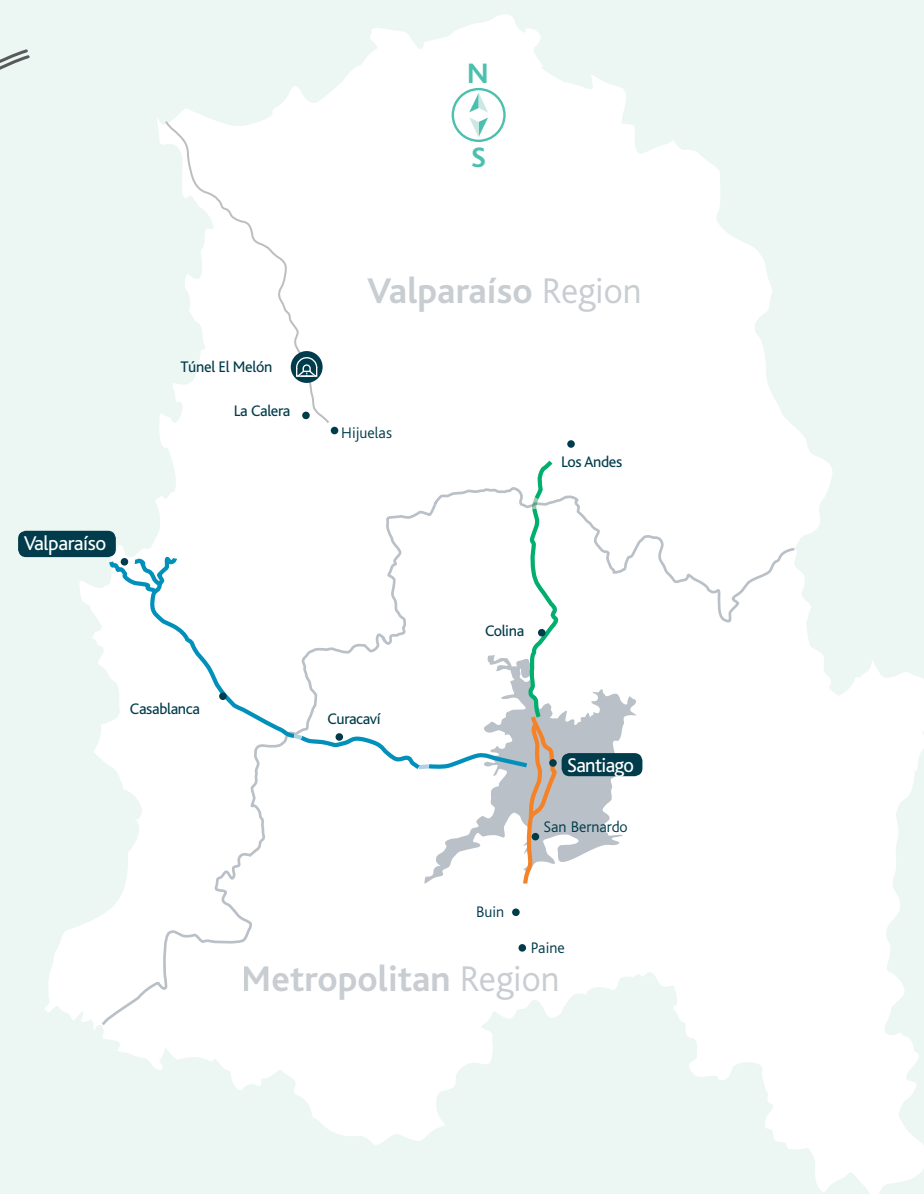 N
S
Valparaíso Region
Túnel El Melón
La Calera
Hijuelas
Los Andes
Valparaíso
Colina
Casablanca
Curacaví
Santiago
San Bernardo
Buin
Paine
Metropolitan Region